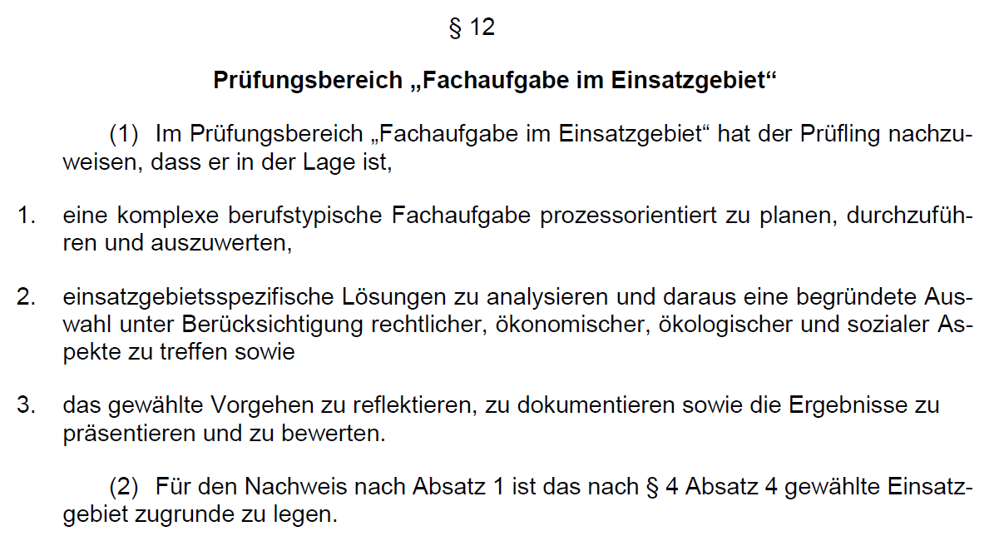 § 12
Prüfungsbereich „Fachaufgabe im Einsatzgebiet“
(1) Im Prüfungsbereich „Fachaufgabe im Einsatzgebiet“ hat der Prüfling nachzu-
weisen, dass er in der Lage ist,
1. eine komplexe berufstypische Fachaufgabe prozessorientiert zu planen, durchzufüh-
ren und auszuwerten,
2. einsatzgebietsspezifische Lösungen zu analysieren und daraus eine begründete Aus-
wahl unter Berücksichtigung rechtlicher, ökonomischer, ökologischer und sozialer As-
pekte zu treffen sowie
3. das gewählte Vorgehen zu reflektieren, zu dokumentieren sowie die Ergebnisse zu
präsentieren und zu bewerten.
(2) Für den Nachweis nach Absatz 1 ist das nach § 4 Absatz 4 gewählte Einsatz-
gebiet zugrunde zu legen.